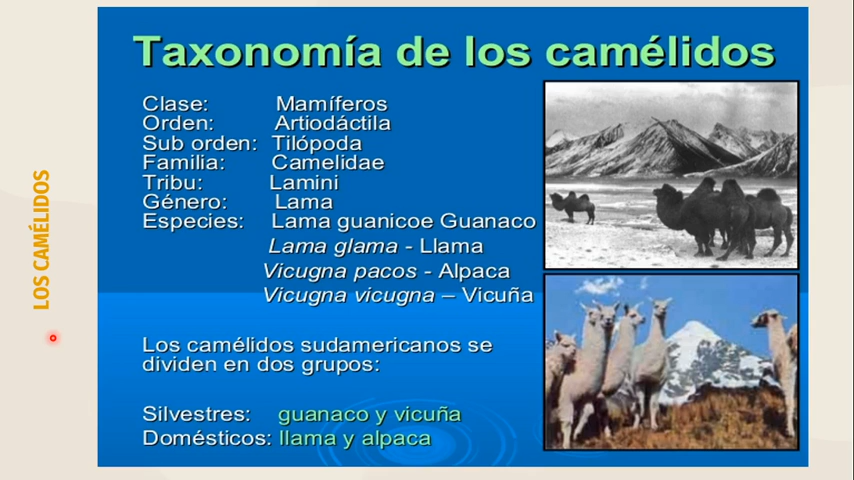 LOS CAMÉLIDOS
Taxonomía de los camélidos
Clase: Mamíferos
Orden: Artiodáctila
Sub orden: Tilópoda
Familia: Camelidae
Tribu: Lamini
Género: Lama
Especies: Lama guanicoe Guanaco
Lama glama - Llama
Vicugna pacos - Alpaca
Vicugna vicugna – Vicuña
Los camélidos sudamericanos se
dividen en dos grupos:
Silvestres: guanaco y vicuña
Domésticos: llama y alpaca